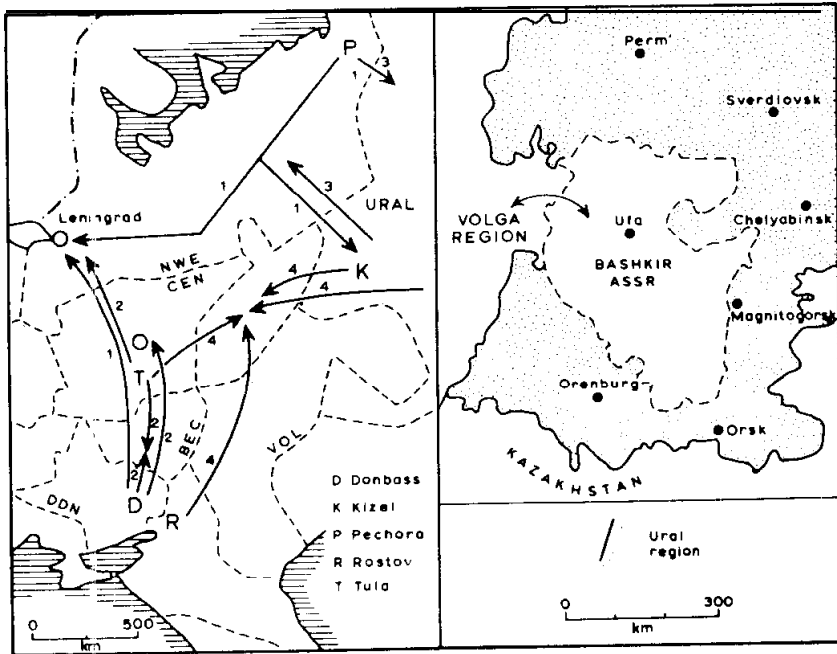 P
3
1
1
3
1
URAL
Leningrad
NWE
CEN
K
4
4
2
1
O
T
4
2
2
2
BEC
4
VOL
DDN
D
R
D Donbass
K Kizel
P Pechora
R Rostov
T Tula
0 500
km
Perm'
Sverdlovsk
VOLGA
REGION
Ufa
Chelyabinsk
BASHKIR
ASSR
Magnitogorsk
Orenburg
Orsk
KAZAKHSTAN
Ural
region
0 300
km